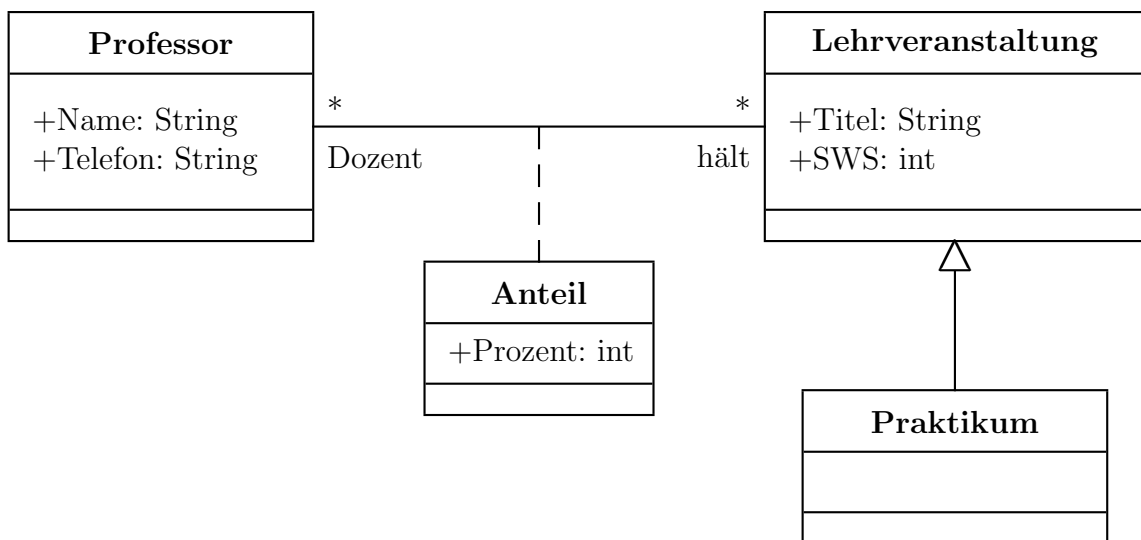 Professor
+Name: String
+Telefon: String
*
Dozent
*
hält
Lehrveranstaltung
+Titel: String
+SWS: int
Anteil
+Prozent: int
Praktikum